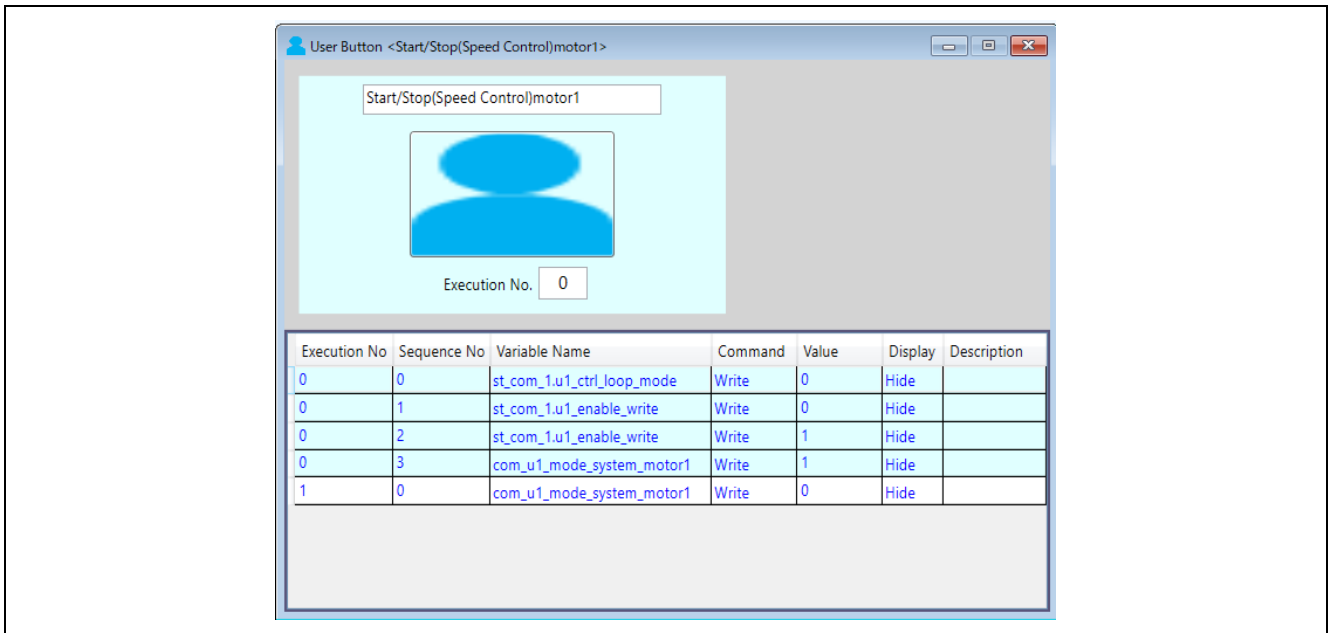 User Button <Start/Stop(Speed Control)motor1>
Start/Stop(Speed Control)motor1
Execution No. 0
Execution No Sequence No Variable Name Command Value Display Description
0 0 st_com_1.u1_ctrl_loop_mode Write 0 Hide
0 1 st_com_1.u1_enable_write Write 0 Hide
0 2 st_com_1.u1_enable_write Write 1 Hide
0 3 com_u1_mode_system_motor1 Write 1 Hide
1 0 com_u1_mode_system_motor1 Write 0 Hide